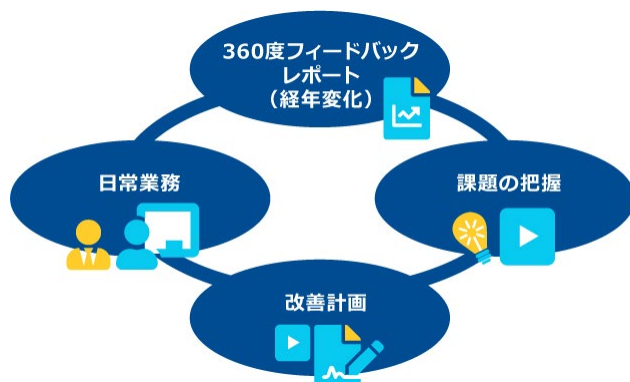 360度フィードバック
レポート
（経年変化）
日常業務
課題の把握
改善計画